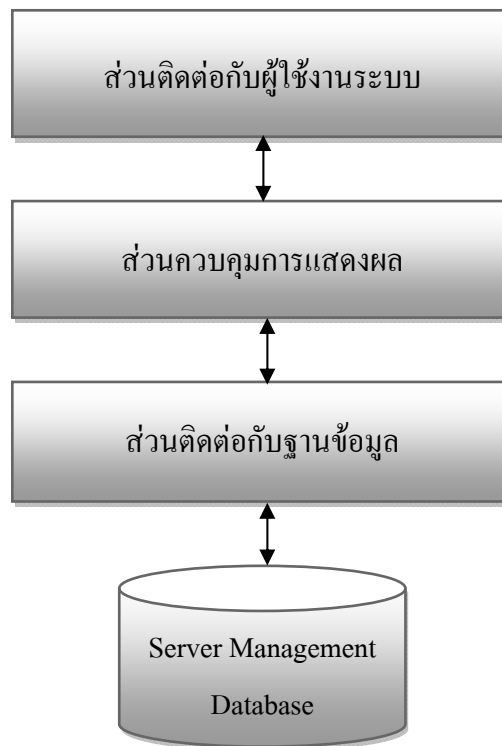 ส่วนติดต่อกับผู้ใช้งานระบบ
ส่วนควบคุมการแสดงผล
ส่วนติดต่อกับฐานข้อมูล
Server Management
Database